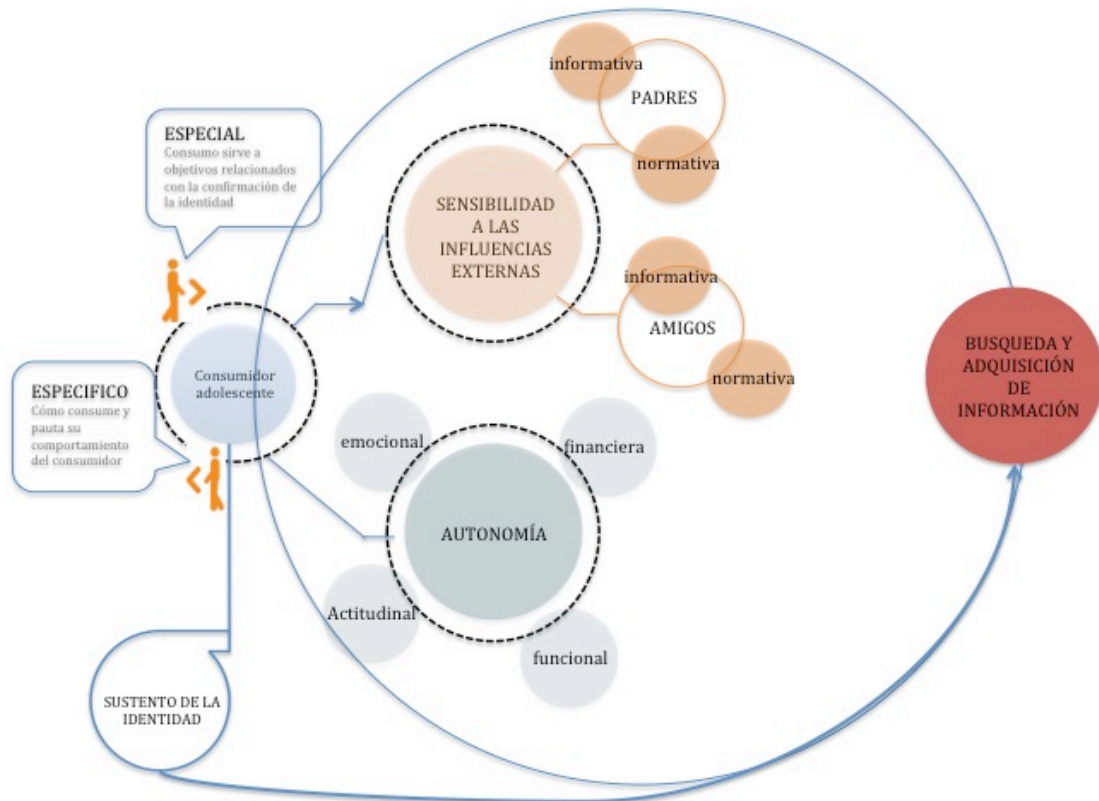 ESPECIAL
Consumo sirve a
objetivos relacionados
con la confirmación de
la identidad
ESPECIFICO
Cómo consume y
pauta su
comportamiento
del consumidor
Consumidor
adolescente
SUSTENTO DE LA
IDENTIDAD
SENSIBILIDAD
A LAS
INFLUENCIAS
EXTERNAS
informativa
PADRES
normativa
informativa
AMIGOS
normativa
emocional
financiera
AUTONOMÍA
Actitudinal
funcional
BUSQUEDA Y
ADQUISICIÓN
DE
INFORMACIÓN